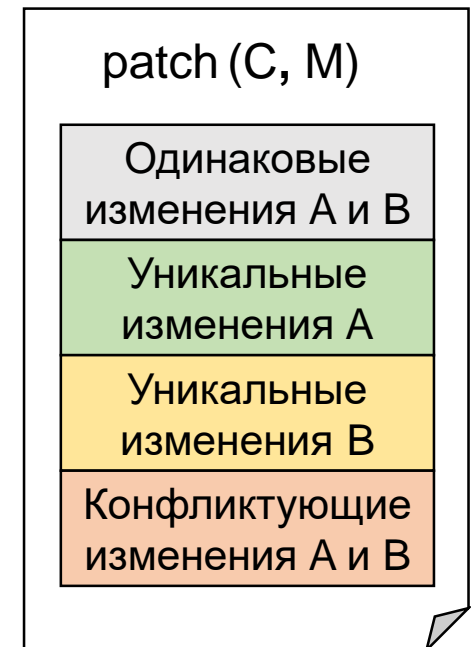 patch (C, M)
Одинаковые
изменения A и B
Уникальные
изменения A
Уникальные
изменения B
Конфликтующие
изменения A и B